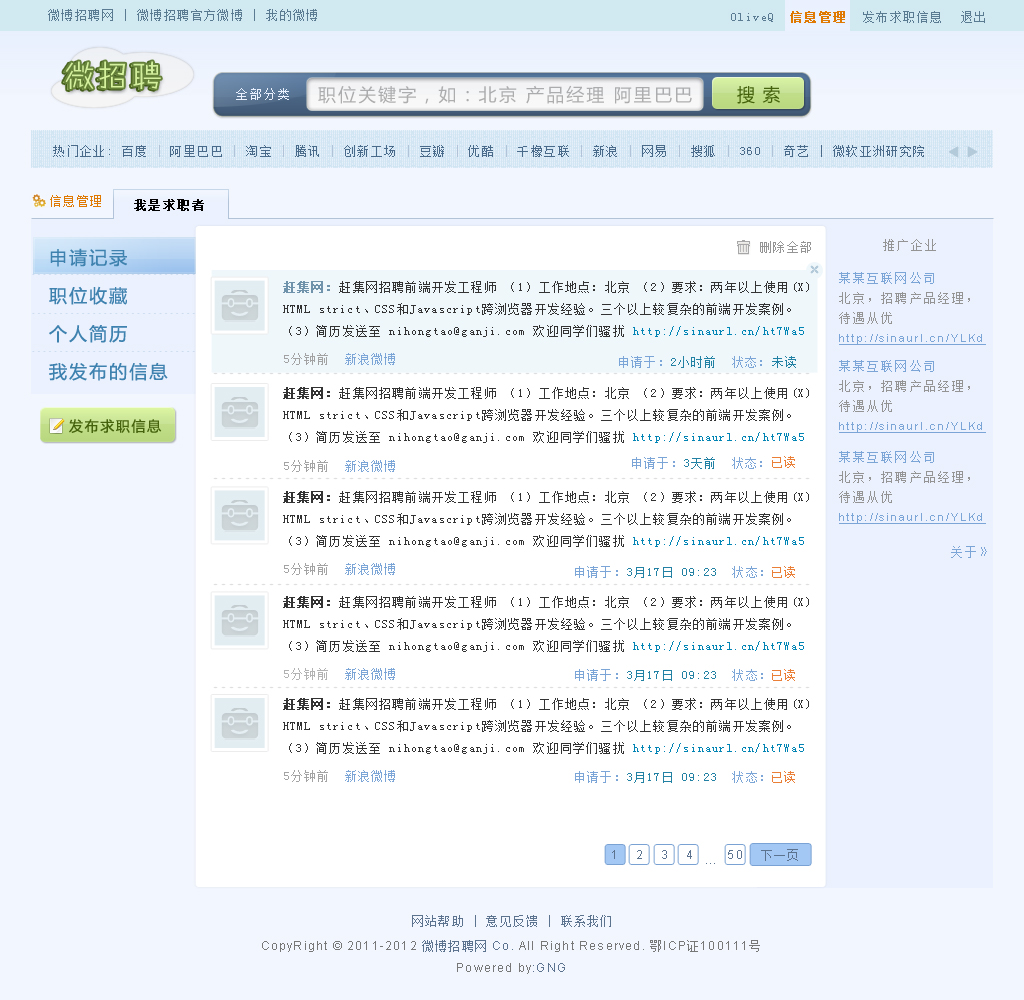 微博招聘网 | 微博招聘官方微博 | 我的微博
OliveQ 信息管理 发布求职信息 退出
微招聘
全部分类 职位关键字，如：北京 产品经理 阿里巴巴 搜索
热门企业： 百度 | 阿里巴巴 | 淘宝 | 腾讯 | 创新工场 | 豆瓣 | 优酷 | 千橡互联 | 新浪 | 网易 | 搜狐 | 360 | 奇艺 | 微软亚洲研究院
信息管理 我是求职者
申请记录
职位收藏
个人简历
我发布的信息
发布求职信息
删除全部
赶集网：赶集网招聘前端开发工程师 （1）工作地点：北京 （2）要求：两年以上使用(X)
HTML strict、CSS和Javascript跨浏览器开发经验。三个以上较复杂的前端开发案例。
（3）简历发送至 nihongtao@ganji.com 欢迎同学们骚扰 http://sinaurl.cn/ht7Wa5
5分钟前 新浪微博 申请于：2小时前 状态：未读
赶集网：赶集网招聘前端开发工程师 （1）工作地点：北京 （2）要求：两年以上使用(X)
HTML strict、CSS和Javascript跨浏览器开发经验。三个以上较复杂的前端开发案例。
（3）简历发送至 nihongtao@ganji.com 欢迎同学们骚扰 http://sinaurl.cn/ht7Wa5
5分钟前 新浪微博 申请于：3天前 状态：已读
赶集网：赶集网招聘前端开发工程师 （1）工作地点：北京 （2）要求：两年以上使用(X)
HTML strict、CSS和Javascript跨浏览器开发经验。三个以上较复杂的前端开发案例。
（3）简历发送至 nihongtao@ganji.com 欢迎同学们骚扰 http://sinaurl.cn/ht7Wa5
5分钟前 新浪微博 申请于：3月17日 09:23 状态：已读
赶集网：赶集网招聘前端开发工程师 （1）工作地点：北京 （2）要求：两年以上使用(X)
HTML strict、CSS和Javascript跨浏览器开发经验。三个以上较复杂的前端开发案例。
（3）简历发送至 nihongtao@ganji.com 欢迎同学们骚扰 http://sinaurl.cn/ht7Wa5
5分钟前 新浪微博 申请于：3月17日 09:23 状态：已读
赶集网：赶集网招聘前端开发工程师 （1）工作地点：北京 （2）要求：两年以上使用(X)
HTML strict、CSS和Javascript跨浏览器开发经验。三个以上较复杂的前端开发案例。
（3）简历发送至 nihongtao@ganji.com 欢迎同学们骚扰 http://sinaurl.cn/ht7Wa5
5分钟前 新浪微博 申请于：3月17日 09:23 状态：已读
1 2 3 4 ... 50 下一页
推广企业
某某互联网公司
北京，招聘产品经理，
待遇从优
http://sinaurl.cn/YLKd
某某互联网公司
北京，招聘产品经理，
待遇从优
http://sinaurl.cn/YLKd
某某互联网公司
北京，招聘产品经理，
待遇从优
http://sinaurl.cn/YLKd
关于》
网站帮助 | 意见反馈 | 联系我们
CopyRight © 2011-2012 微博招聘网 Co. All Right Reserved. 鄂ICP证100111号
Powered by:GNG